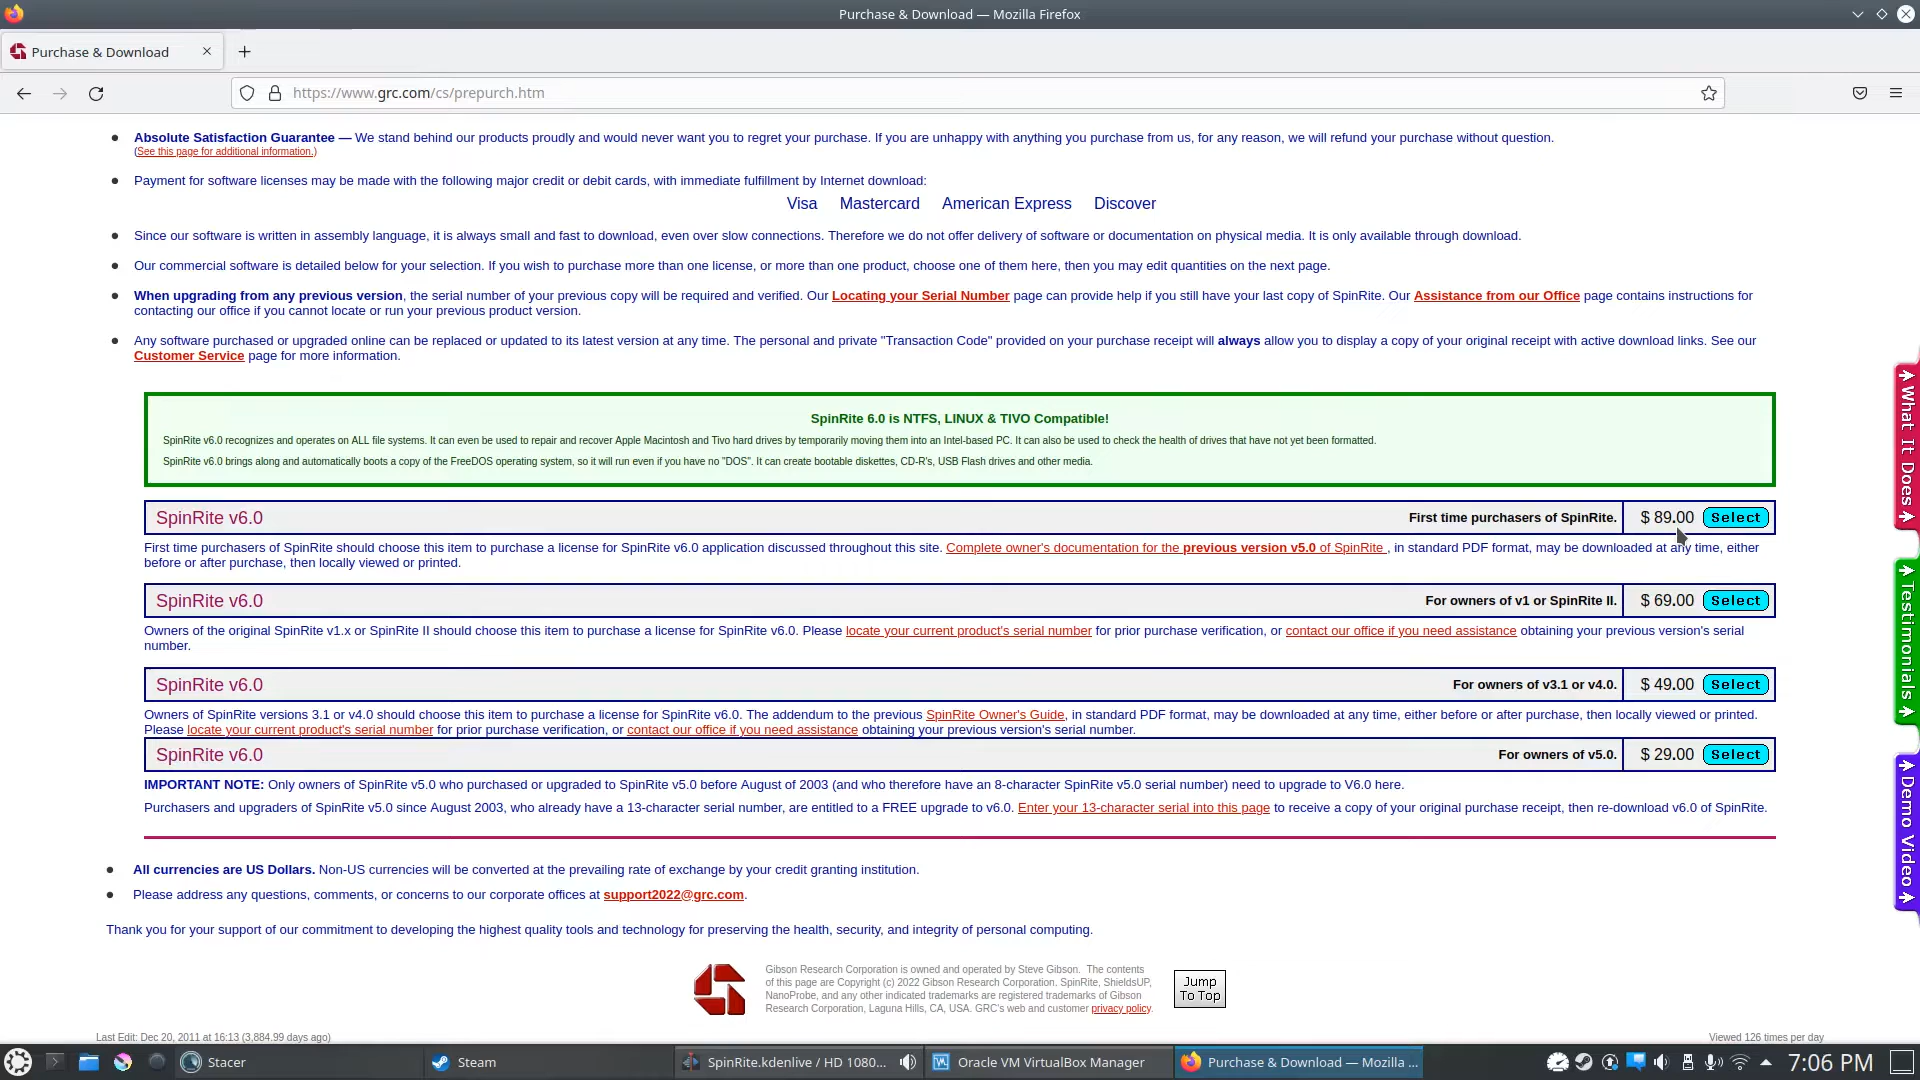 Purchase & Download — Mozilla Firefox
Purchase & Download
https://www.grc.com/cs/prepurch.htm
Absolute Satisfaction Guarantee — We stand behind our products proudly and would never want you to regret your purchase. If you are unhappy with anything you purchase from us, for any reason, we will refund your purchase without question.
(See this page for additional information.)
Payment for software licenses may be made with the following major credit or debit cards, with immediate fulfillment by Internet download:
Visa Mastercard American Express Discover
Since our software is written in assembly language, it is always small and fast to download, even over slow connections. Therefore we do not offer delivery of software or documentation on physical media. It is only available through download.
Our commercial software is detailed below for your selection. If you wish to purchase more than one license, or more than one product, choose one of them here, then you may edit quantities on the next page.
When upgrading from any previous version, the serial number of your previous copy will be required and verified. Our Locating your Serial Number page can provide help if you still have your last copy of SpinRite. Our Assistance from our Office page contains instructions for
contacting our office if you cannot locate or run your previous product version.
Any software purchased or upgraded online can be replaced or updated to its latest version at any time. The personal and private "Transaction Code" provided on your purchase receipt will always allow you to display a copy of your original receipt with active download links. See our
Customer Service page for more information.
SpinRite 6.0 is NTFS, LINUX & TIVO Compatible!
SpinRite v6.0 recognizes and operates on ALL file systems. It can even be used to repair and recover Apple Macintosh and Tivo hard drives by temporarily moving them into an Intel-based PC. It can also be used to check the health of drives that have not yet been formatted.
SpinRite v6.0 brings along and automatically boots a copy of the FreeDOS operating system, so it will run even if you have no "DOS". It can create bootable diskettes, CD-R's, USB Flash drives and other media.
SpinRite v6.0 First time purchasers of SpinRite. $ 89.00 Select
First time purchasers of SpinRite should choose this item to purchase a license for SpinRite v6.0 application discussed throughout this site. Complete owner's documentation for the previous version v5.0 of SpinRite , in standard PDF format, may be downloaded at any time, either
before or after purchase, then locally viewed or printed.
SpinRite v6.0 For owners of v1 or SpinRite II. $ 69.00 Select
Owners of the original SpinRite v1.x or SpinRite II should choose this item to purchase a license for SpinRite v6.0. Please locate your current product's serial number for prior purchase verification, or contact our office if you need assistance obtaining your previous version's serial
number.
SpinRite v6.0 For owners of v3.1 or v4.0. $ 49.00 Select
Owners of SpinRite versions 3.1 or v4.0 should choose this item to purchase a license for SpinRite v6.0. The addendum to the previous SpinRite Owner's Guide, in standard PDF format, may be downloaded at any time, either before or after purchase, then locally viewed or printed.
Please locate your current product's serial number for prior purchase verification, or contact our office if you need assistance obtaining your previous version's serial number.
SpinRite v6.0 For owners of v5.0. $ 29.00 Select
IMPORTANT NOTE: Only owners of SpinRite v5.0 who purchased or upgraded to SpinRite v5.0 before August of 2003 (and who therefore have an 8-character SpinRite v5.0 serial number) need to upgrade to V6.0 here.
Purchasers and upgraders of SpinRite v5.0 since August 2003, who already have a 13-character serial number, are entitled to a FREE upgrade to v6.0. Enter your 13-character serial into this page to receive a copy of your original purchase receipt, then re-download v6.0 of SpinRite.
All currencies are US Dollars. Non-US currencies will be converted at the prevailing rate of exchange by your credit granting institution.
Please address any questions, comments, or concerns to our corporate offices at support2022@grc.com.
Thank you for your support of our commitment to developing the highest quality tools and technology for preserving the health, security, and integrity of personal computing.
Gibson Research Corporation is owned and operated by Steve Gibson. The contents
of this page are Copyright (c) 2022 Gibson Research Corporation. SpinRite, ShieldsUP,
NanoProbe, and any other indicated trademarks are registered trademarks of Gibson
Research Corporation, Laguna Hills, CA, USA. GRC's web and customer privacy policy.
Jump
To Top
Last Edit: Dec 20, 2011 at 16:13 (3,884.99 days ago)
Viewed 126 times per day
What It Does
Testimonials
Demo Video
Stacer
Steam
SpinRite.kdenlive / HD 1080...
Oracle VM VirtualBox Manager
Purchase & Download — Mozilla ...
7:06 PM